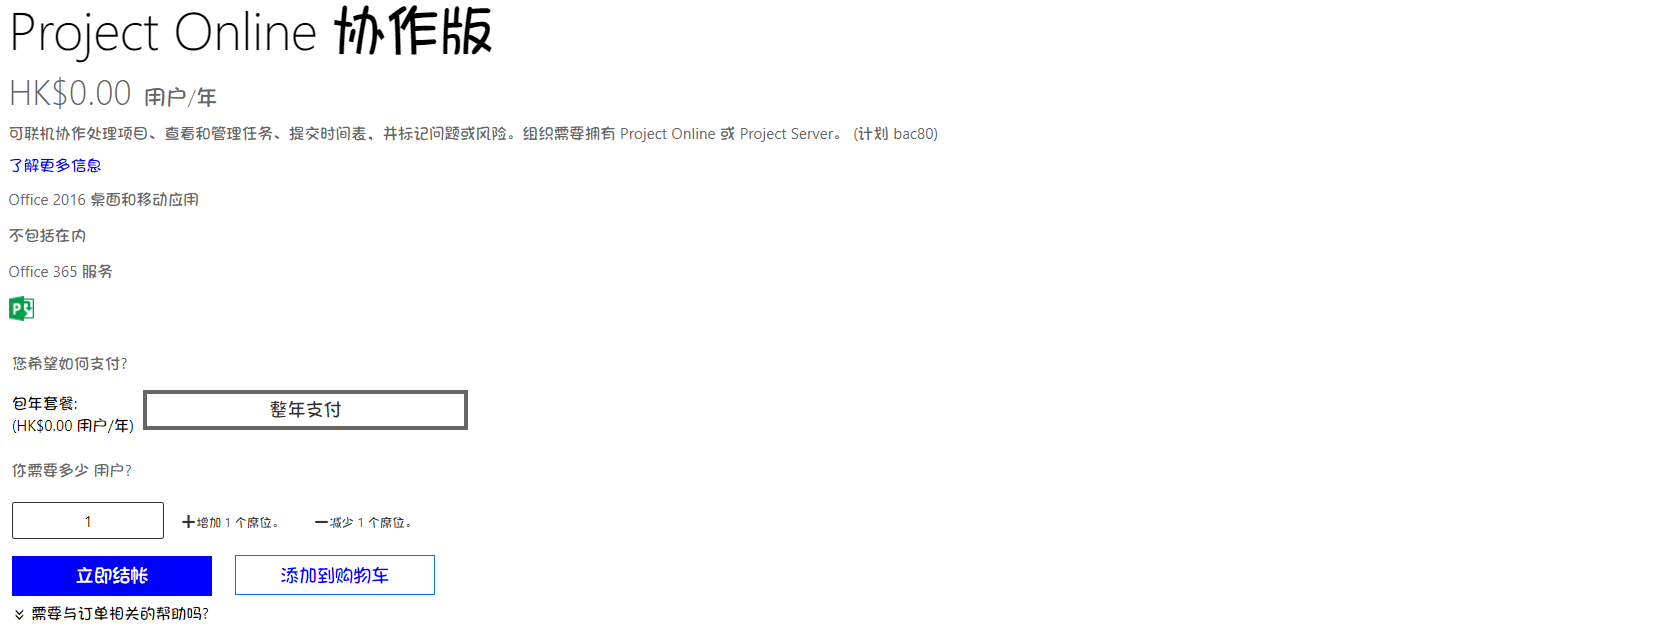 Project Online 协作版
HK$0.00 用户/年
可联机协作处理项目、查看和管理任务、提交时间表，并标记问题或风险。组织需要拥有 Project Online 或 Project Server。 (计划 bac80)
了解更多信息
Office 2016 桌面和移动应用
不包括在内
Office 365 服务
P
您希望如何支付?
包年套餐:
(HK$0.00 用户/年)
整年支付
你需要多少 用户?
1
+增加 1 个席位。 —减少 1 个席位。
立即结帐 添加到购物车
需要与订单相关的帮助吗?